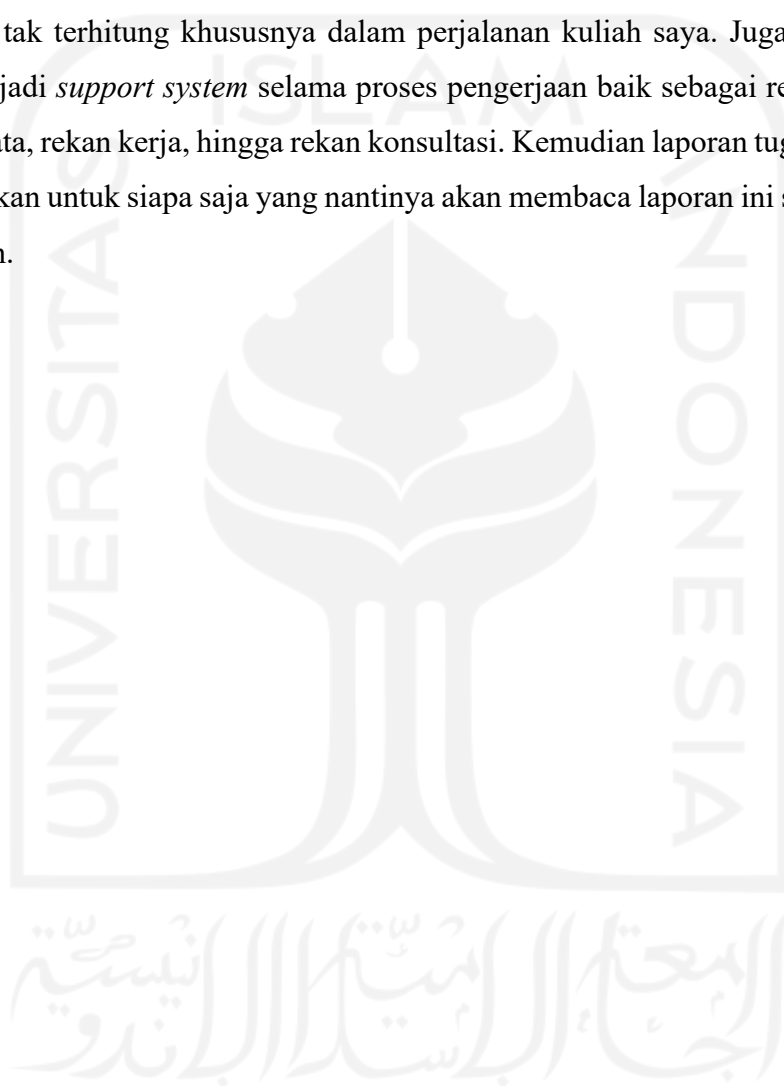 tak terhitung khususnya dalam perjalanan kuliah saya. Juga
jadi support system selama proses pengerjaan baik sebagai re
ta, rekan kerja, hingga rekan konsultasi. Kemudian laporan tug
kan untuk siapa saja yang nantinya akan membaca laporan ini s
n.
ISLAM
UNIVERSITAS
INDONESIA